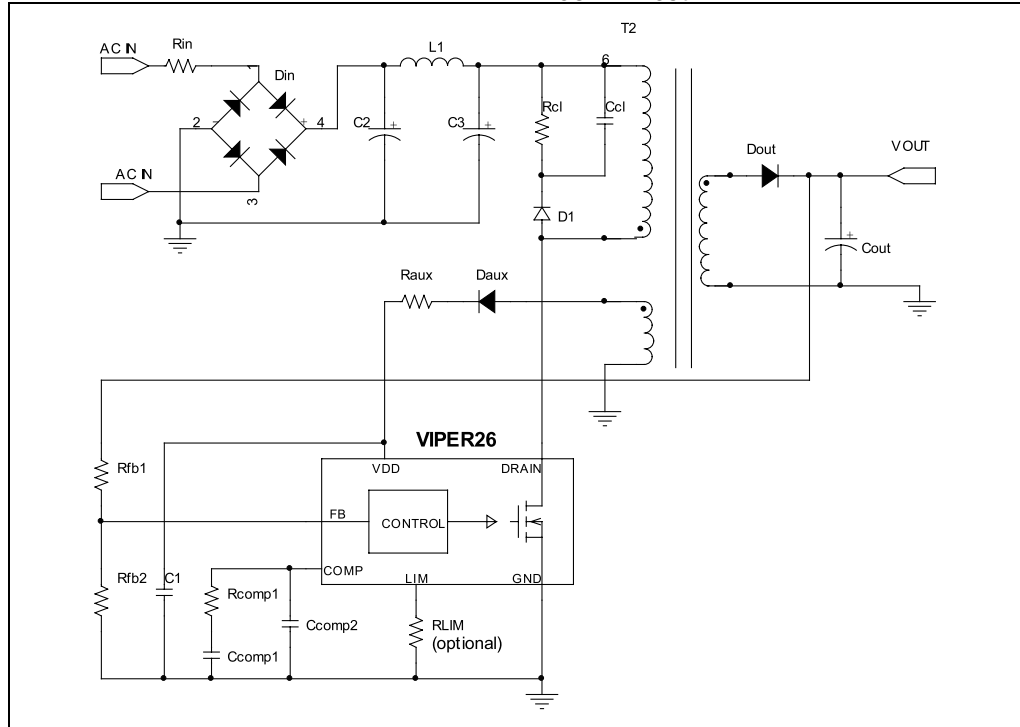 T2
AC IN
Rin
L1
6
1
Din
Rcl
Ccl
2
4
C2
+
C3
+
-
+
Dout
VOUT
AC IN
3
D1
+
Cout
Raux
Daux
VIPER26
VDD
DRAIN
Rfb1
FB
CONTROL
COMP
LIM
GND
Rfb2
C1
Rcomp1
Ccomp2
RLIM
(optional)
Ccomp1